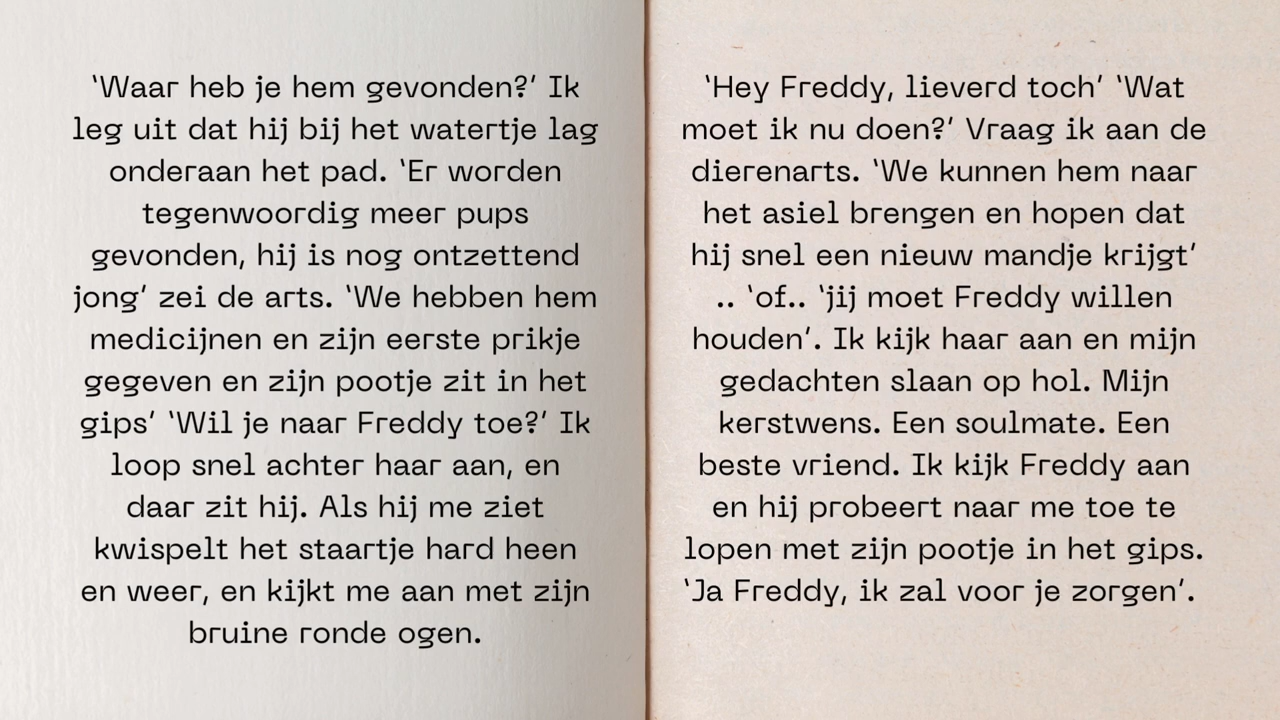 ‘Waar heb je hem gevonden?’ Ik
leg uit dat hij bij het watertje lag
onderaan het pad. ‘Er worden
tegenwoordig meer pups
gevonden, hij is nog ontzettend
jong’ zei de arts. ‘We hebben hem
medicijnen en zijn eerste prikje
gegeven en zijn pootje zit in het
gips’ ‘Wil je naar Freddy toe?’ Ik
loop snel achter haar aan, en
daar zit hij. Als hij me ziet
kwispelt het staartje hard heen
en weer, en kijkt me aan met zijn
bruine ronde ogen.
‘Hey Freddy, lieverd toch’ ‘Wat
moet ik nu doen?’ Vraag ik aan de
dierenarts. ‘We kunnen hem naar
het asiel brengen en hopen dat
hij snel een nieuw mandje krijgt’
.. ‘of.. ‘jij moet Freddy willen
houden’. Ik kijk haar aan en mijn
gedachten slaan op hol. Mijn
kerstwens. Een soulmate. Een
beste vriend. Ik kijk Freddy aan
en hij probeert naar me toe te
lopen met zijn pootje in het gips.
‘Ja Freddy, ik zal voor je zorgen’.